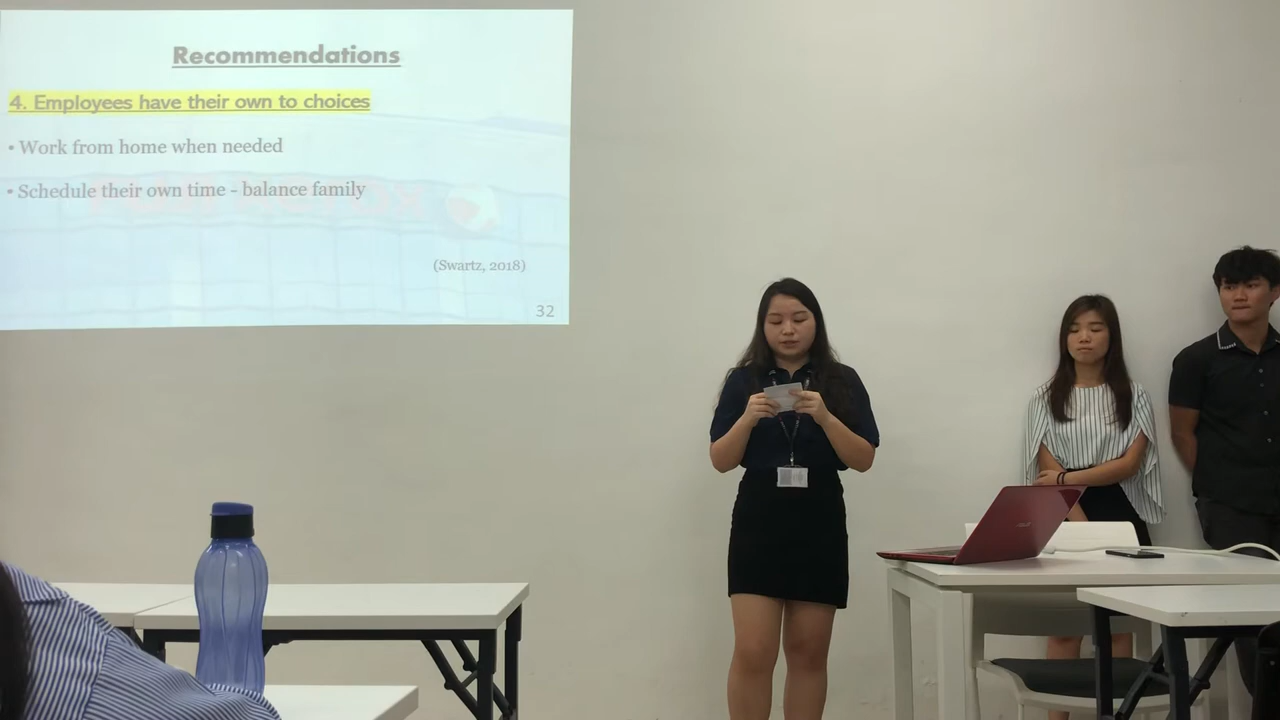 Recommendations
4. Employees have their own to choices
• Work from home when needed
• Schedule their own time - balance family
(Swartz, 2018)
32
acer